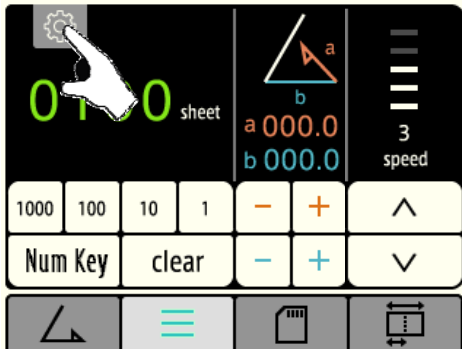 sheet
a
b
a 000.0
b 000.0
3
speed
1000 100 10 1 − +
Num Key clear − +